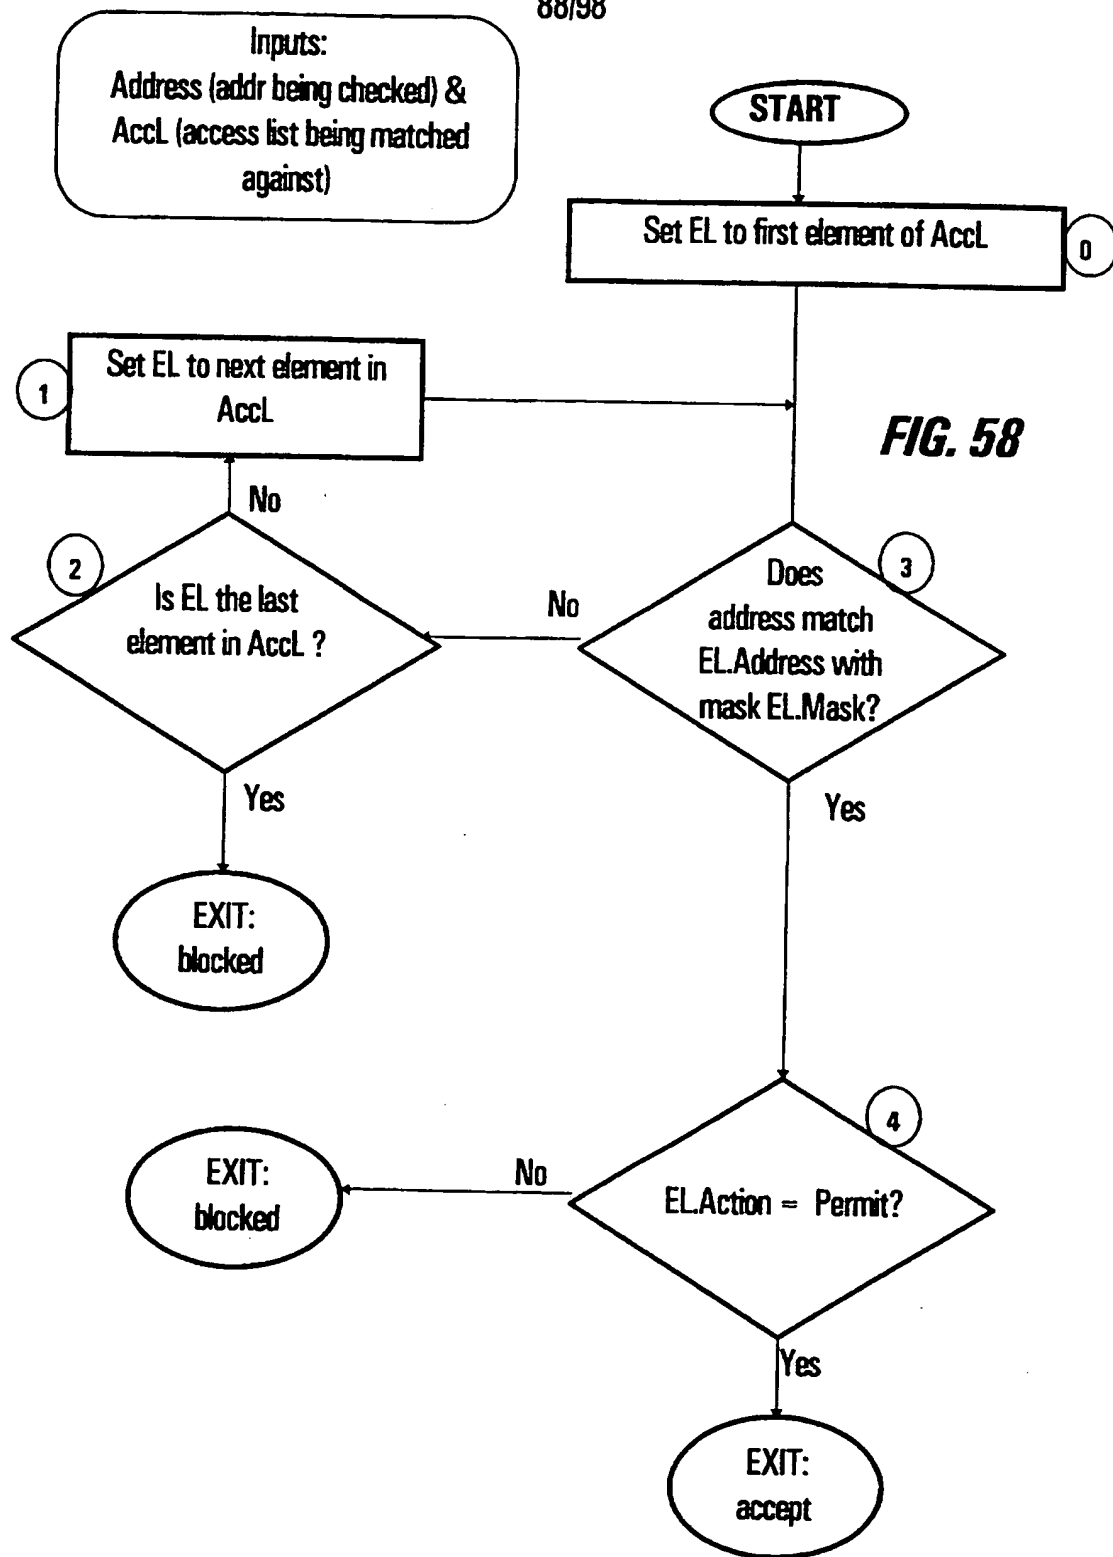 88/98
Inputs:
Address (addr being checked) &
AccL (access list being matched
against)
START
Set EL to first element of AccL
0
1
Set EL to next element in
AccL
FIG. 58
No
2
Is EL the last
element in AccL ?
No
3
Does
address match
EL.Address with
mask EL.Mask?
Yes
Yes
EXIT:
blocked
4
EXIT:
blocked
No
EL.Action = Permit?
Yes
EXIT:
accept